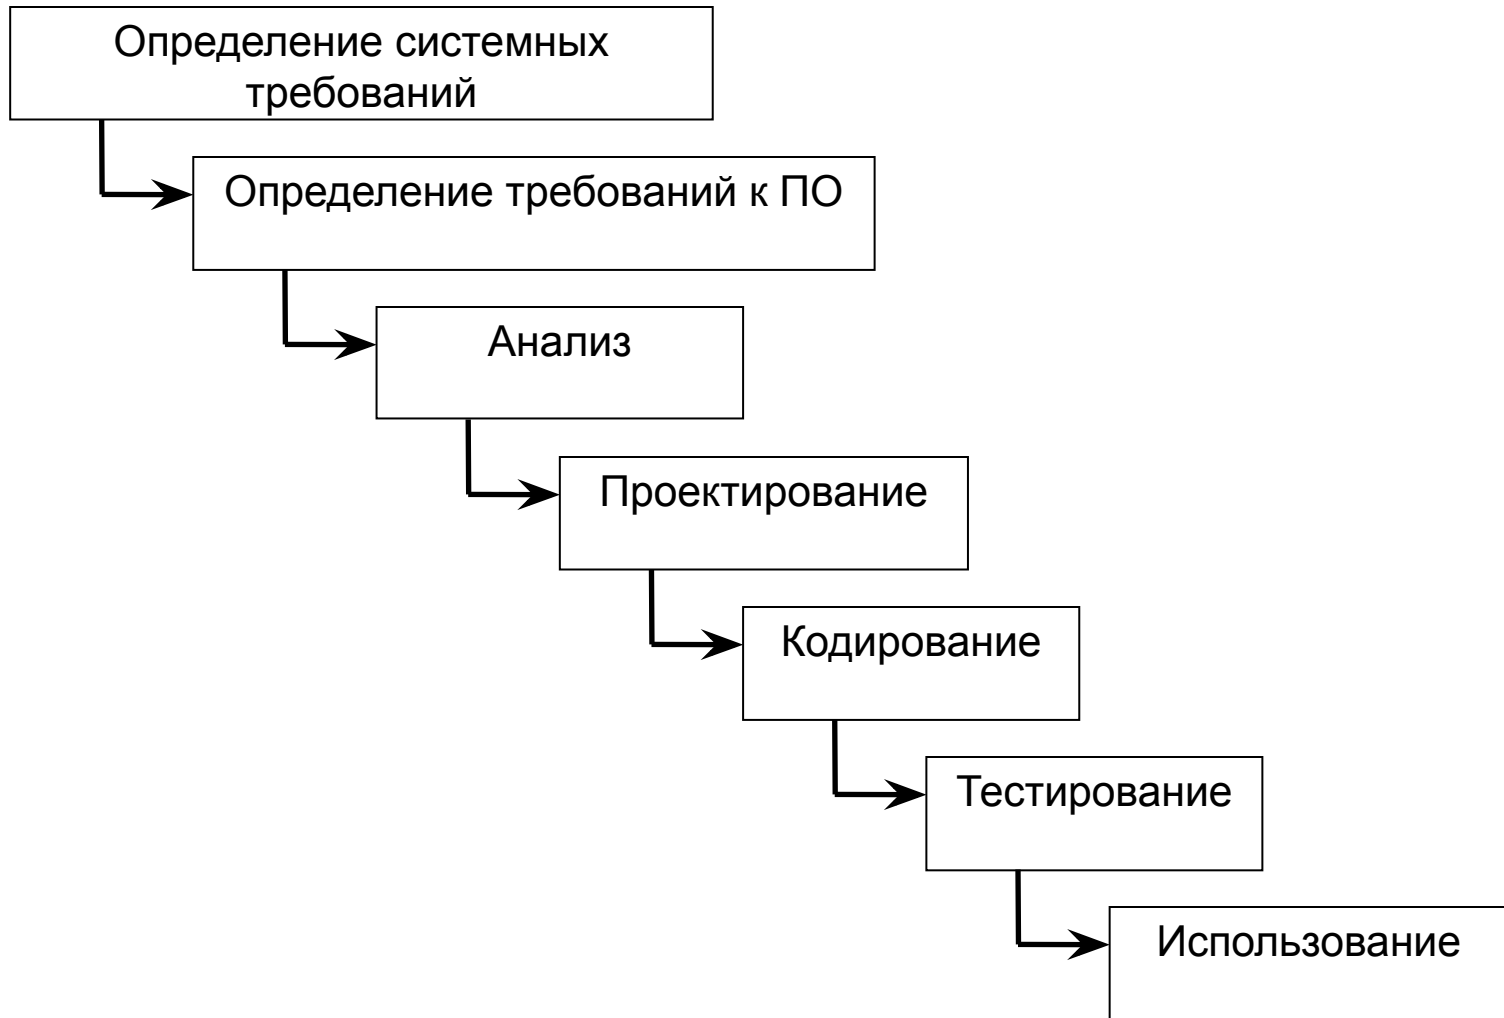 Определение системных
требований
Определение требований к ПО
Анализ
Проектирование
Кодирование
Тестирование
Использование